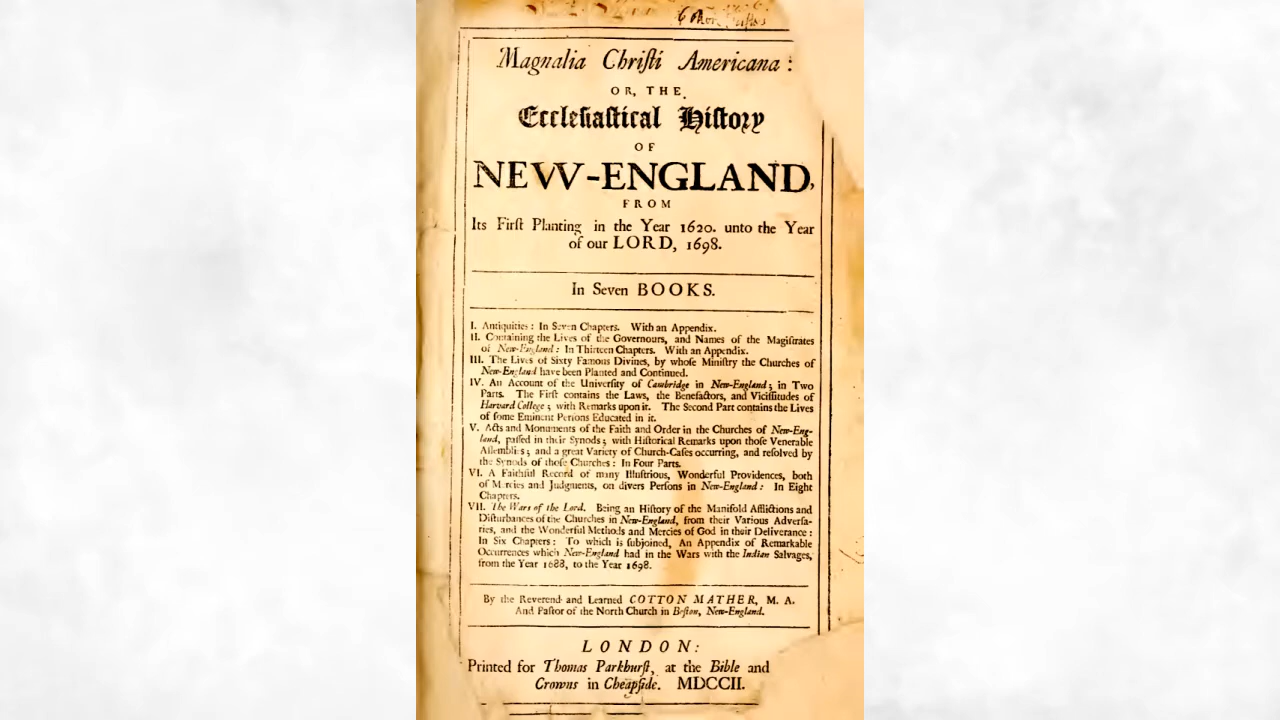 Magnalia Chriſti Americana :
OR, THE
Eccleſiaſtical Hiſtory
OF
NEW-ENGLAND,
FROM
Its Firſt Planting in the Year 1620. unto the Year
of our LORD, 1698.
In Seven BOOKS.
I. Antiquities : In Seven Chapters. With an Appendix.
II. Containing the Lives of the Governours, and Names of the Magiſtrates
of New-England : In Thirteen Chapters. With an Appendix.
III. The Lives of Sixty Famous Divines, by whoſe Miniſtry the Churches of
New-England have been Planted and Continued.
IV. An Account of the Univerſity of Cambridge in New-England ; in Two
Parts. The Firſt contains the Laws, the Benefactors, and Viciſſitudes of
Harvard College ; with Remarks upon it. The Second Part contains the Lives
of ſome Eminent Perſons Educated in it.
V. Acts and Monuments of the Faith and Order in the Churches of New-Eng-
land, paſſed in their Synods ; with Hiſtorical Remarks upon thoſe Venerable
Aſſemblies ; and a great Variety of Church-Caſes occurring, and reſolved by
the Synods of thoſe Churches : In Four Parts.
VI. A Faithful Record of many Illuſtrious, Wonderful Providences, both
of Mercies and Judgments, on divers Perſons in New-England : In Eight
Chapters.
VII. The Wars of the Lord. Being an Hiſtory of the Manifold Afflictions and
Diſturbances of the Churches in New-England, from their Various Adverſa-
ries, and the Wonderful Methods and Mercies of God in their Deliverance :
In Six Chapters : To which is ſubjoined, An Appendix of Remarkable
Occurrences which New-England had in the Wars with the Indian Salvages,
from the Year 1688, to the Year 1698.
By the Reverend and Learned COTTON MATHER, M. A.
And Paſtor of the North Church in Boſton, New-England.
LONDON:
Printed for Thomas Parkhurſt, at the Bible and
Crowns in Cheapſide. MDCCII.